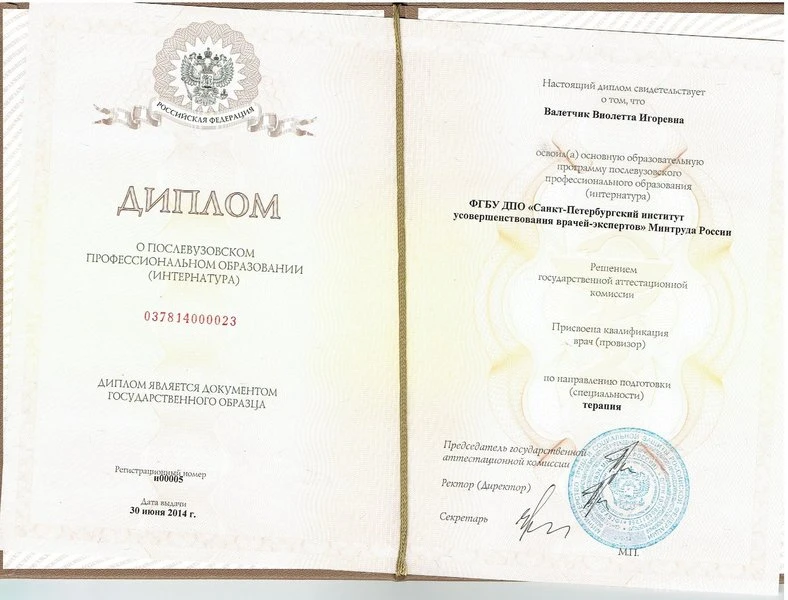 РОССИЙСКАЯ ФЕДЕРАЦИЯ
ДИПЛОМ
О ПОСЛЕВУЗОВСКОМ
ПРОФЕССИОНАЛЬНОМ ОБРАЗОВАНИИ
(ИНТЕРНАТУРА)
037814000023
ДИПЛОМ ЯВЛЯЕТСЯ ДОКУМЕНТОМ
ГОСУДАРСТВЕННОГО ОБРАЗЦА
Регистрационный номер
и00005
Дата выдачи
30 июня 2014 г.
Настоящий диплом свидетельствует
о том, что
Валетчик Виолетта Игоревна
освоил(а) основную образовательную
программу послевузовского
профессионального образования
(интернатура)
ФГБУ ДПО «Санкт-Петербургский институт
усовершенствования врачей-экспертов» Минтруда России
Решением
государственной аттестационной
комиссии
Присвоена квалификация
врач (провизор)
по направлению подготовки
(специальности)
терапия
Председатель государственной
аттестационной комиссии
Ректор (Директор)
Секретарь
М.П.